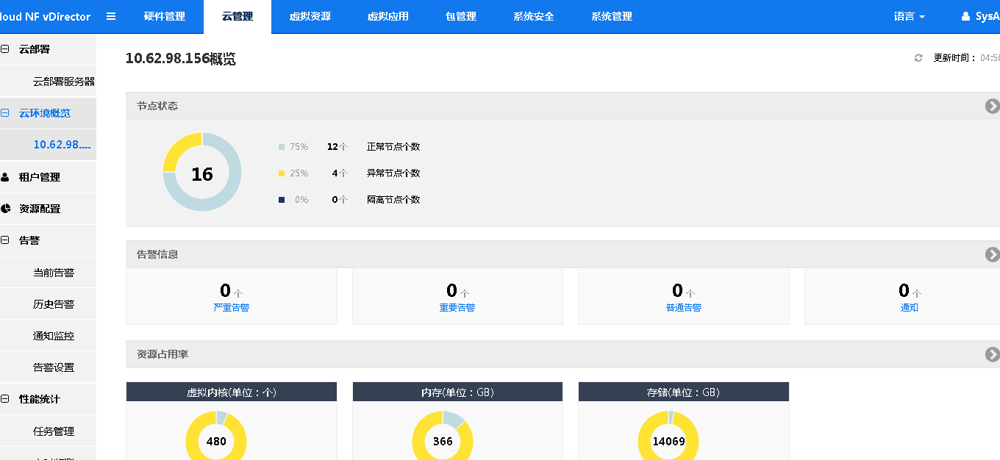 loud NF vDirector 硬件管理 云管理 虚拟资源 虚拟应用 包管理 系统安全 系统管理 语言 SysA
云部署
云部署服务器
云环境概览
10.62.98....
租户管理
资源配置
告警
当前告警
历史告警
通知监控
告警设置
性能统计
任务管理
10.62.98.156概览
更新时间： 04:56
节点状态
16
75% 12个 正常节点个数
25% 4个 异常节点个数
0% 0个 隔离节点个数
告警信息
0个 0个 0个 0个
严重告警 重要告警 普通告警 通知
资源占用率
虚拟内核(单位：个) 内存(单位：GB) 存储(单位：GB)
480 366 14069